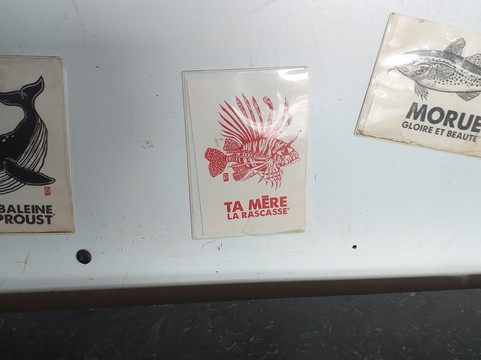 BALEINE
PROUST
TA MÈRE
LA RASCASSE
MORUE
GLOIRE ET BEAUTÉ